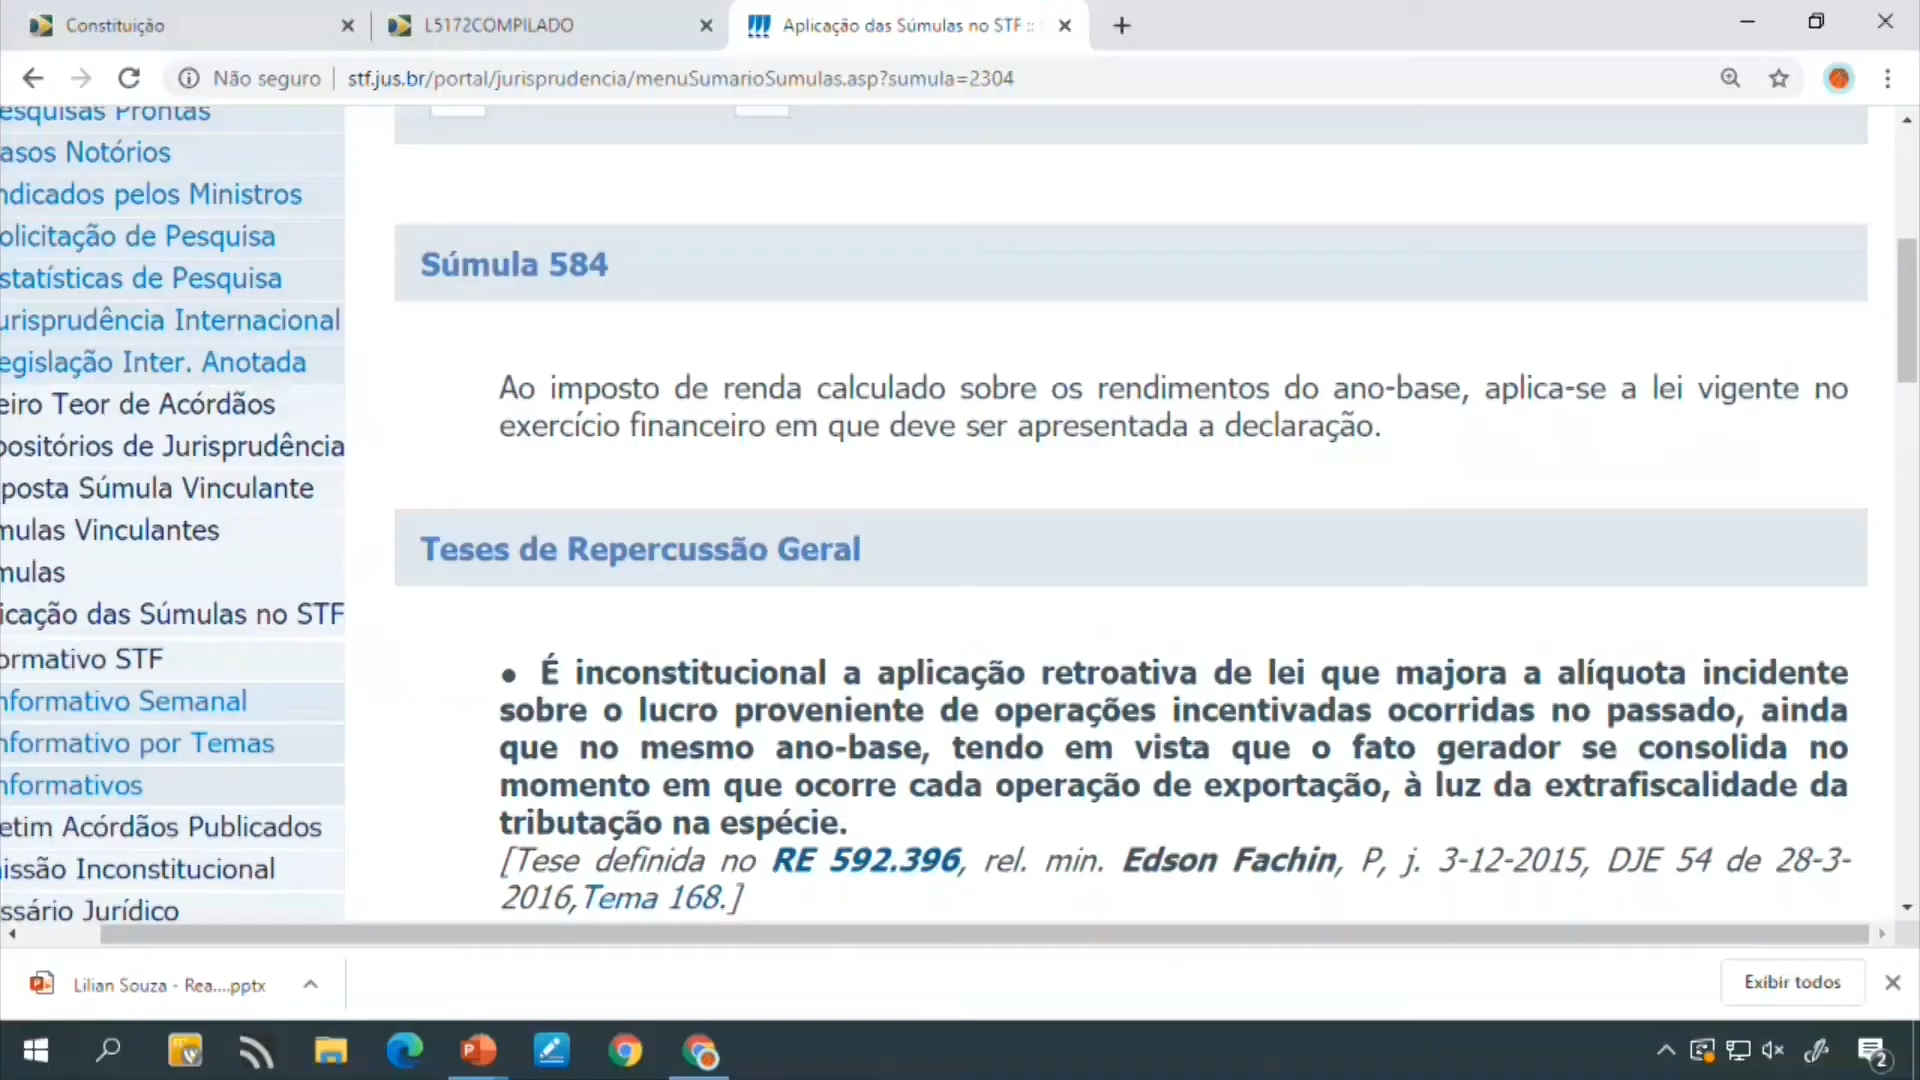 Constituição
L5172COMPILADO
Aplicação das Súmulas no STF ::
Não seguro
stf.jus.br/portal/jurisprudencia/menuSumarioSumulas.asp?sumula=2304
esquisas Prontas
asos Notórios
ndicados pelos Ministros
olicitação de Pesquisa
statísticas de Pesquisa
urisprudência Internacional
egislação Inter. Anotada
eiro Teor de Acórdãos
ositórios de Jurisprudência
posta Súmula Vinculante
mulas Vinculantes
mulas
icação das Súmulas no STF
ormativo STF
nformativo Semanal
nformativo por Temas
nformativos
etim Acórdãos Publicados
issão Inconstitucional
ssário Jurídico
Súmula 584
Ao imposto de renda calculado sobre os rendimentos do ano-base, aplica-se a lei vigente no
exercício financeiro em que deve ser apresentada a declaração.
Teses de Repercussão Geral
● É inconstitucional a aplicação retroativa de lei que majora a alíquota incidente
sobre o lucro proveniente de operações incentivadas ocorridas no passado, ainda
que no mesmo ano-base, tendo em vista que o fato gerador se consolida no
momento em que ocorre cada operação de exportação, à luz da extrafiscalidade da
tributação na espécie.
[Tese definida no RE 592.396, rel. min. Edson Fachin, P, j. 3-12-2015, DJE 54 de 28-3-
2016,Tema 168.]
Lilian Souza - Rea....pptx
Exibir todos
2